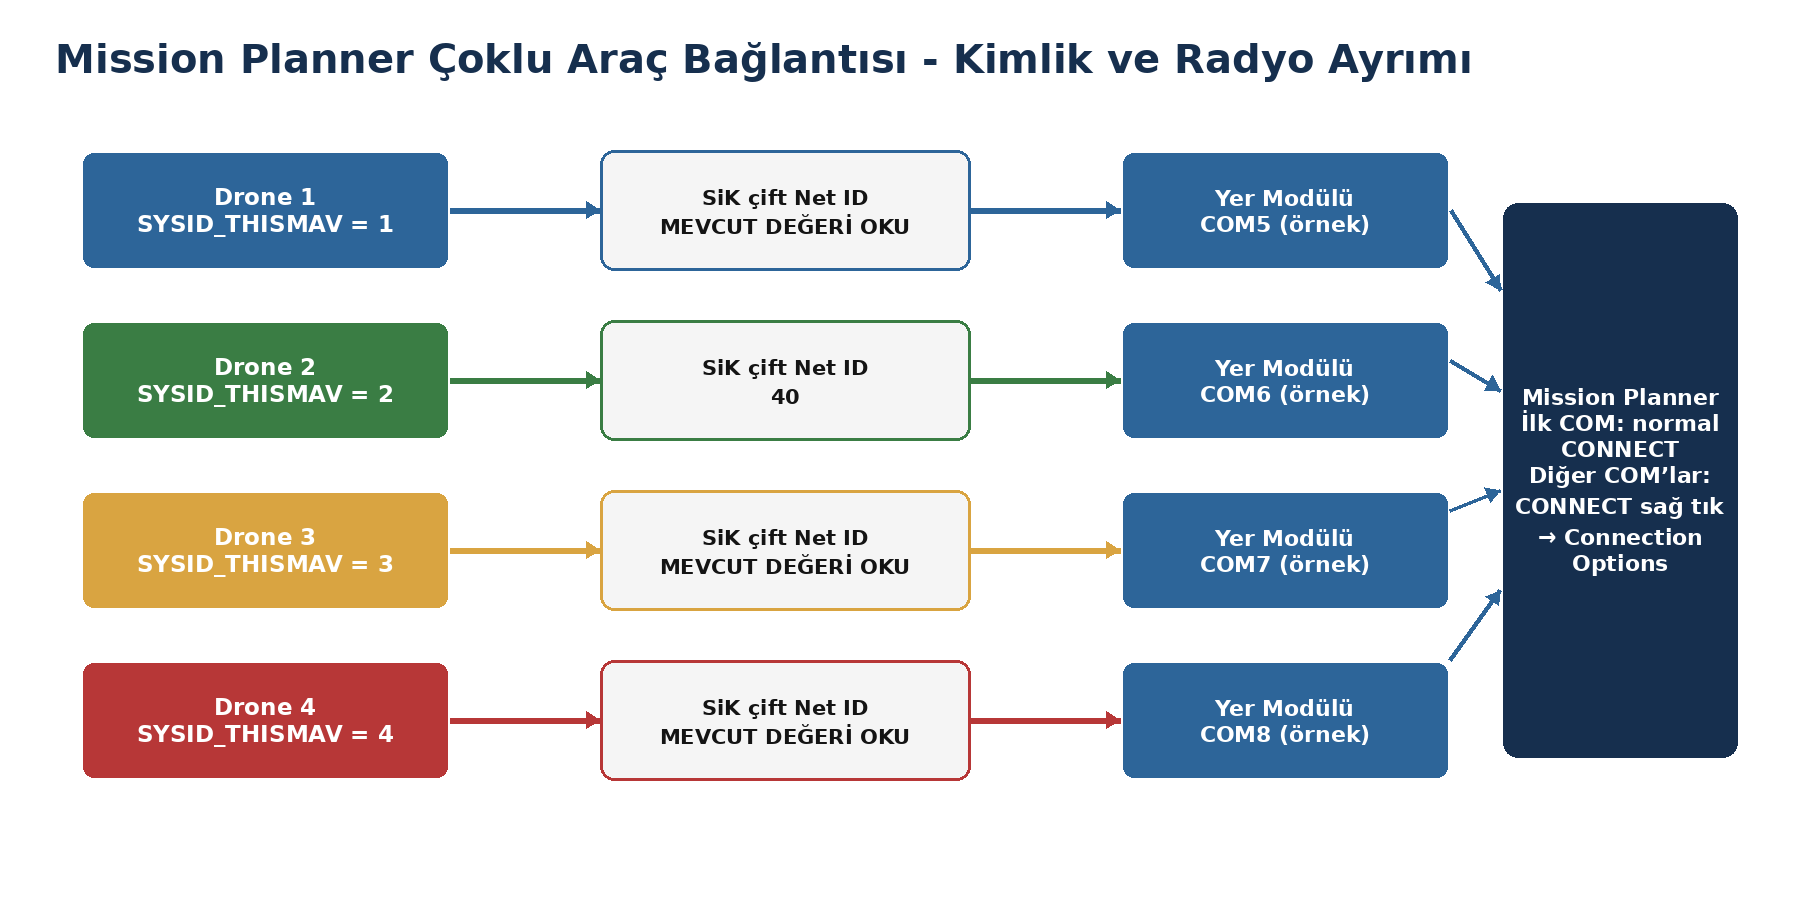 Mission Planner Çoklu Araç Bağlantısı - Kimlik ve Radyo Ayrımı
Drone 1
SYSID_THISMAV = 1
SiK çift Net ID
MEVCUT DEĞERİ OKU
Yer Modülü
COM5 (örnek)
Drone 2
SYSID_THISMAV = 2
SiK çift Net ID
40
Yer Modülü
COM6 (örnek)
Drone 3
SYSID_THISMAV = 3
SiK çift Net ID
MEVCUT DEĞERİ OKU
Yer Modülü
COM7 (örnek)
Drone 4
SYSID_THISMAV = 4
SiK çift Net ID
MEVCUT DEĞERİ OKU
Yer Modülü
COM8 (örnek)
Mission Planner
İlk COM: normal
CONNECT
Diğer COM’lar:
CONNECT sağ tık
→ Connection
Options